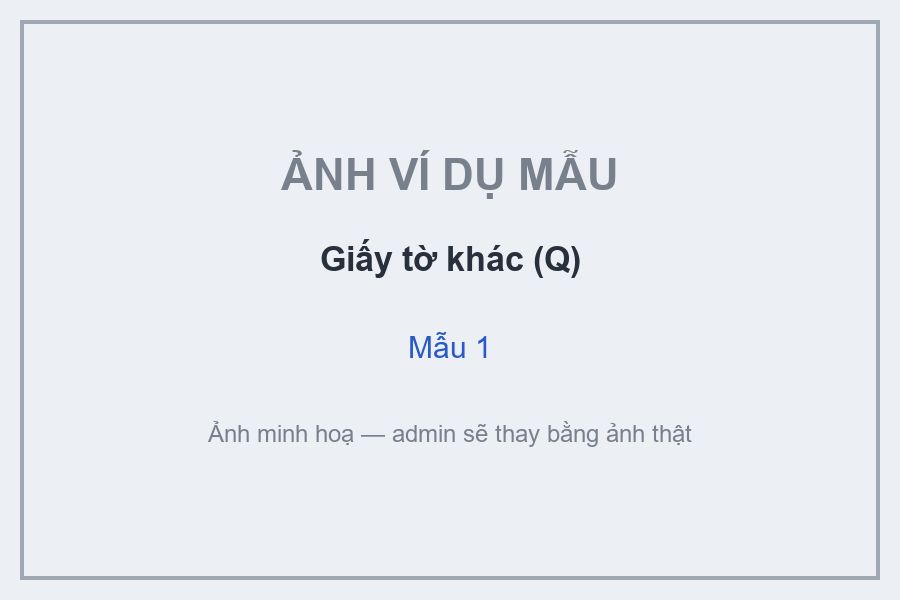 ẢNH VÍ DỤ MẪU
Giấy tờ khác (Q)
Mẫu 1
Ảnh minh hoạ — admin sẽ thay bằng ảnh thật